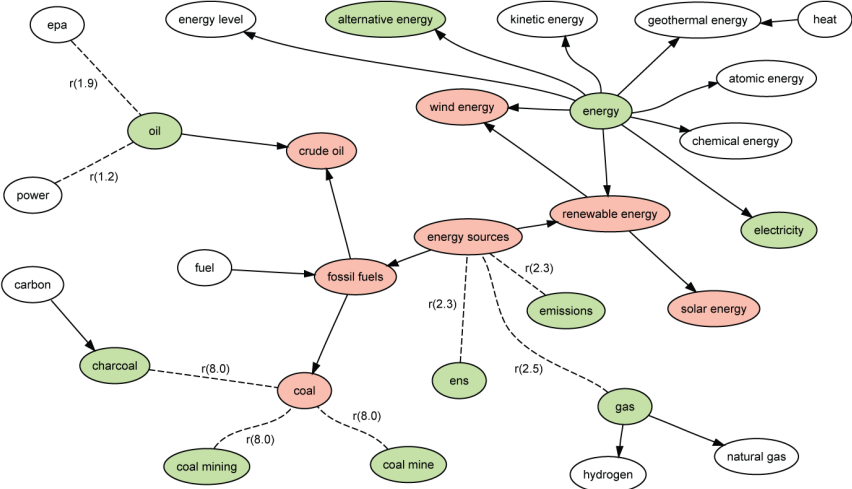 epa
energy level
alternative energy
kinetic energy
geothermal energy
heat
r(1.9)
atomic energy
wind energy
energy
oil
chemical energy
crude oil
r(1.2)
power
renewable energy
energy sources
electricity
fuel
fossil fuels
r(2.3)
carbon
r(2.3)
emissions
solar energy
charcoal
r(8.0)
r(2.5)
coal
ens
gas
r(8.0)
r(8.0)
coal mining
coal mine
natural gas
hydrogen